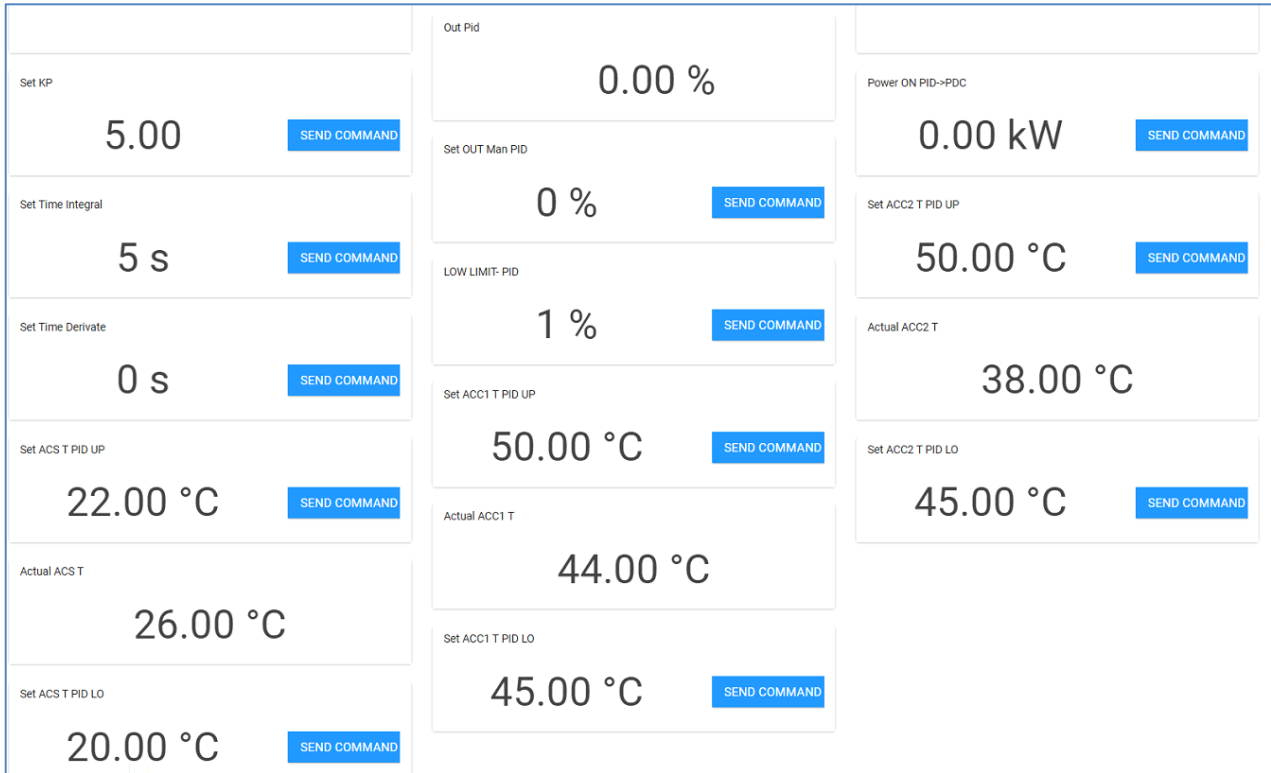 Set KP
5.00
SEND COMMAND
Set Time Integral
5 s
SEND COMMAND
Set Time Derivate
0 s
SEND COMMAND
Set ACS T PID UP
22.00 °C
SEND COMMAND
Actual ACS T
26.00 °C
Set ACS T PID LO
20.00 °C
SEND COMMAND
Out Pid
0.00 %
Set OUT Man PID
0 %
SEND COMMAND
LOW LIMIT- PID
1 %
SEND COMMAND
Set ACC1 T PID UP
50.00 °C
SEND COMMAND
Actual ACC1 T
44.00 °C
Set ACC1 T PID LO
45.00 °C
SEND COMMAND
Power ON PID->PDC
0.00 kW
SEND COMMAND
Set ACC2 T PID UP
50.00 °C
SEND COMMAND
Actual ACC2 T
38.00 °C
Set ACC2 T PID LO
45.00 °C
SEND COMMAND